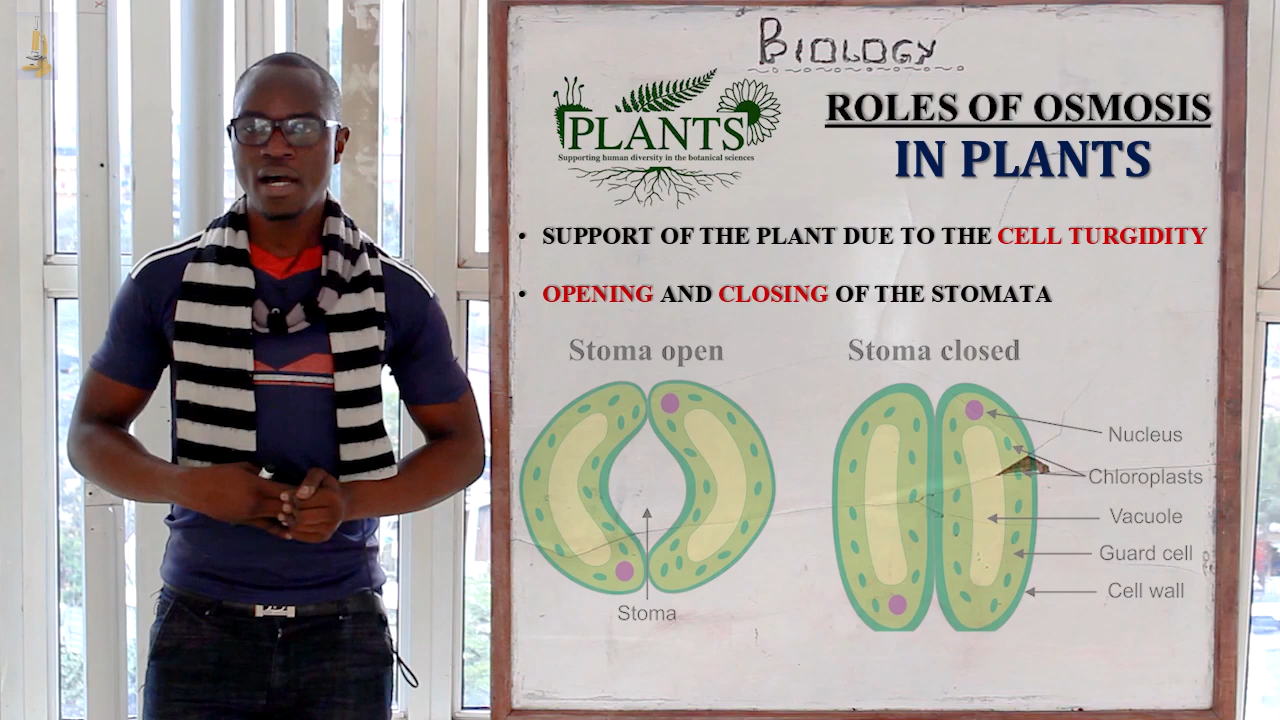 BIOLOGY
PLANTS
Supporting human diversity in the botanical sciences
ROLES OF OSMOSIS
IN PLANTS
• SUPPORT OF THE PLANT DUE TO THE CELL TURGIDITY
• OPENING AND CLOSING OF THE STOMATA
Stoma open
Stoma closed
Nucleus
Chloroplasts
Vacuole
Guard cell
Cell wall
Stoma